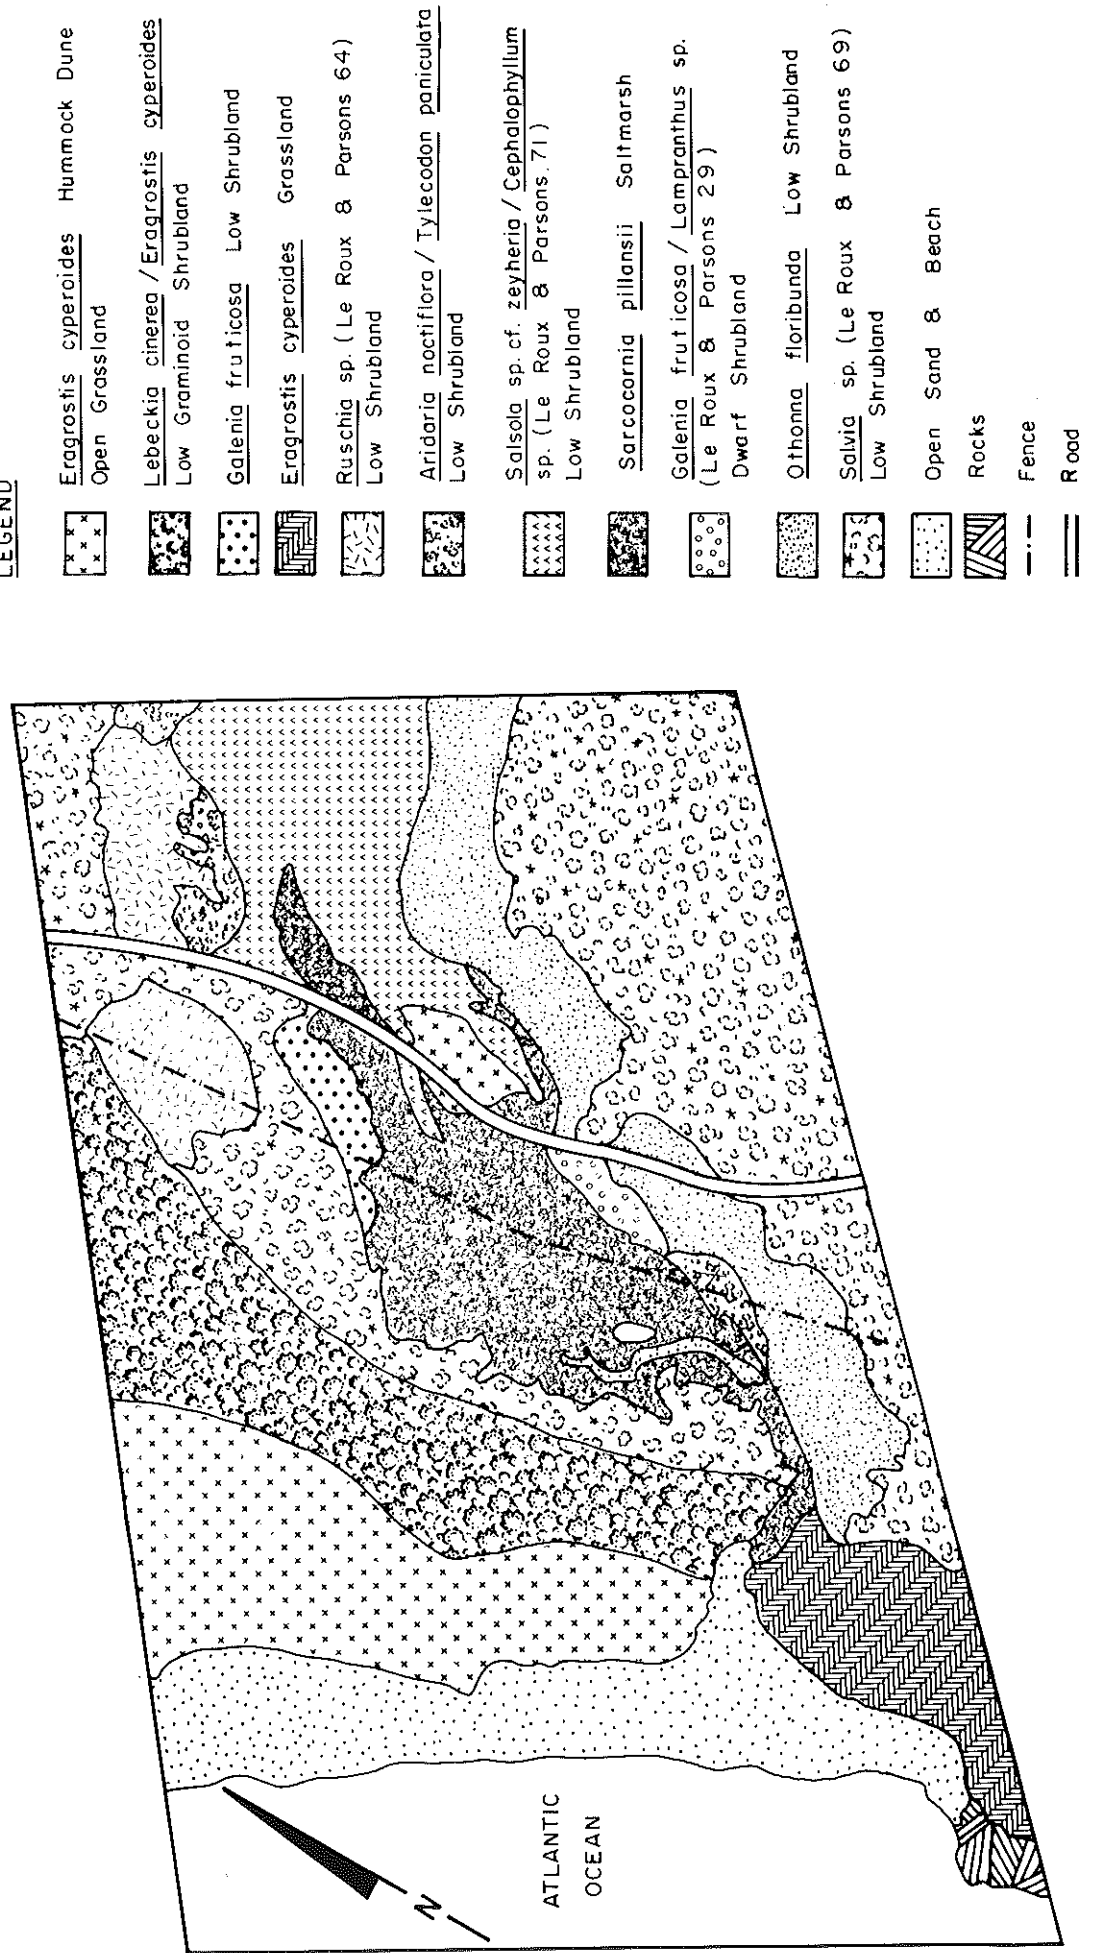 LEGEND
Eragrostis cyperoides Hummock Dune
Open Grassland
Lebeckia cinerea / Eragrostis cyperoides
Low Graminoid Shrubland
Galenia fruticosa Low Shrubland
Eragrostis cyperoides Grassland
Ruschia sp. (Le Roux & Parsons 64)
Low Shrubland
Aridaria noctiflora / Tylecodon paniculata
Low Shrubland
Salsola sp. cf. zeyheria / Cephalophyllum
sp. (Le Roux & Parsons 71)
Low Shrubland
Sarcocornia pillansii Saltmarsh
Galenia fruticosa / Lampranthus sp.
(Le Roux & Parsons 29)
Dwarf Shrubland
Othonna floribunda Low Shrubland
Salvia sp. (Le Roux & Parsons 69)
Low Shrubland
Open Sand & Beach
Rocks
Fence
Road
ATLANTIC
OCEAN
N